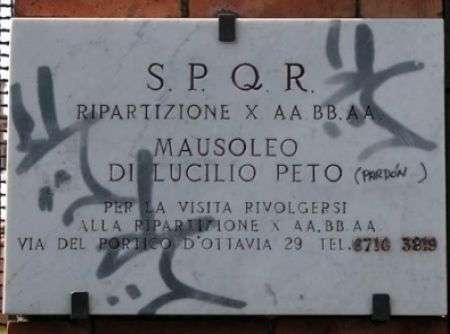 S. P. Q. R.
RIPARTIZIONE X AA.BB.AA.
MAUSOLEO
DI LUCILIO PETO (PARDÓN)
PER LA VISITA RIVOLGERSI
ALLA RIPARTIZIONE X AA.BB.AA.
VIA DEL PORTICO D'OTTAVIA 29 TEL. 6710 3819